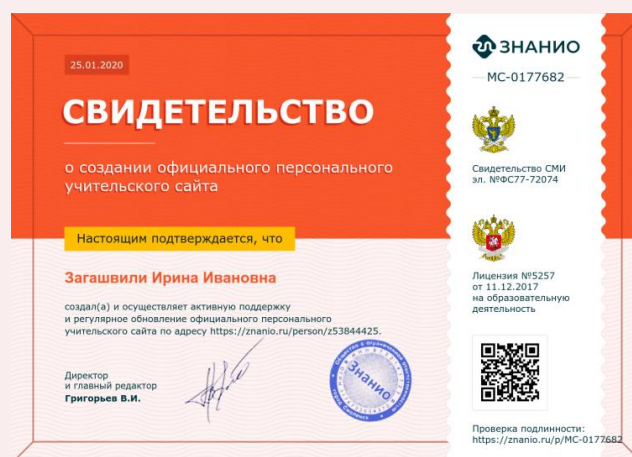 25.01.2020
СВИДЕТЕЛЬСТВО
о создании официального персонального
учительского сайта
Настоящим подтверждается, что
Загашвили Ирина Ивановна
создал(а) и осуществляет активную поддержку
и регулярное обновление официального персонального
учительского сайта по адресу https://znanio.ru/person/z53844425.
Директор
и главный редактор
Григорьев В.И.
Знанио
ЗНАНИО
МС-0177682
Свидетельство СМИ
эл. №ФС77-72074
Лицензия №5257
от 11.12.2017
на образовательную
деятельность
Проверка подлинности:
https://znanio.ru/p/МС-0177682